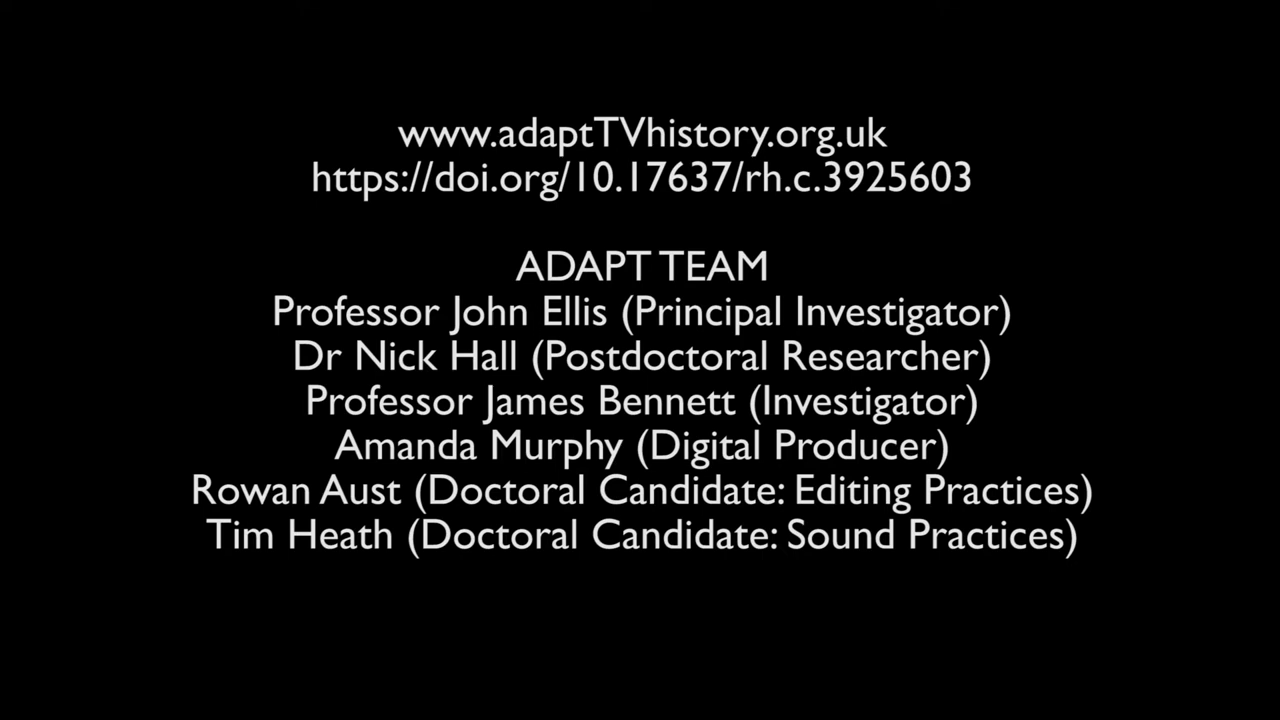 www.adaptTVhistory.org.uk
https://doi.org/10.17637/rh.c.3925603
ADAPT TEAM
Professor John Ellis (Principal Investigator)
Dr Nick Hall (Postdoctoral Researcher)
Professor James Bennett (Investigator)
Amanda Murphy (Digital Producer)
Rowan Aust (Doctoral Candidate: Editing Practices)
Tim Heath (Doctoral Candidate: Sound Practices)